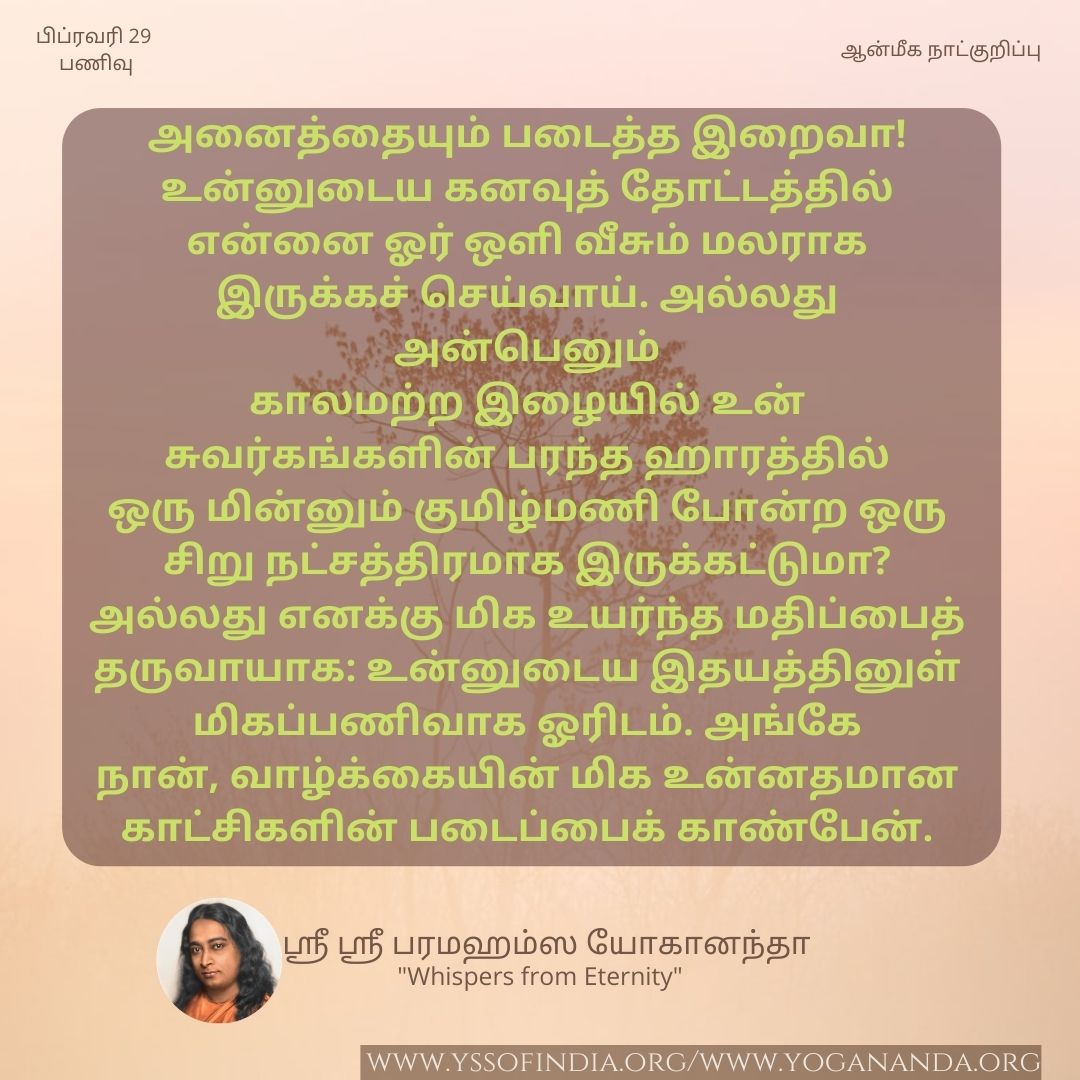 பிப்ரவரி 29
பணிவு
ஆன்மீக நாட்குறிப்பு
அனைத்தையும் படைத்த இறைவா!
உன்னுடைய கனவுத் தோட்டத்தில்
என்னை ஓர் ஒளி வீசும் மலராக
இருக்கச் செய்வாய். அல்லது
அன்பெனும்
காலமற்ற இழையில் உன்
சுவர்கங்களின் பரந்த ஹாரத்தில்
ஒரு மின்னும் குமிழ்மணி போன்ற ஒரு
சிறு நட்சத்திரமாக இருக்கட்டுமா?
அல்லது எனக்கு மிக உயர்ந்த மதிப்பைத்
தருவாயாக: உன்னுடைய இதயத்தினுள்
மிகப்பணிவாக ஓரிடம். அங்கே
நான், வாழ்க்கையின் மிக உன்னதமான
காட்சிகளின் படைப்பைக் காண்பேன்.
ஸ்ரீ ஸ்ரீ பரமஹம்ஸ யோகானந்தா
"Whispers from Eternity"
WWW.YSSOFINDIA.ORG/WWW.YOGANANDA.ORG